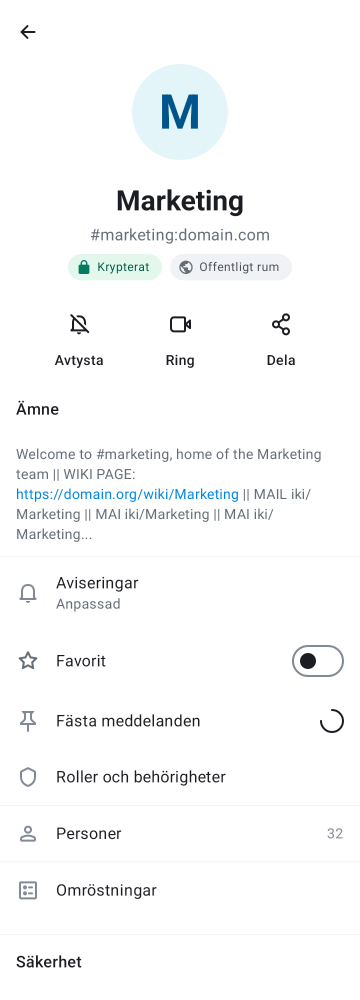 M
Marketing
#marketing:domain.com
Krypterat
Offentligt rum
Avtysta
Ring
Dela
Ämne
Welcome to #marketing, home of the Marketing
team || WIKI PAGE:
https://domain.org/wiki/Marketing || MAIL iki/
Marketing || MAI iki/Marketing || MAI iki/
Marketing...
Aviseringar
Anpassad
Favorit
Fästa meddelanden
Roller och behörigheter
Personer
32
Omröstningar
Säkerhet